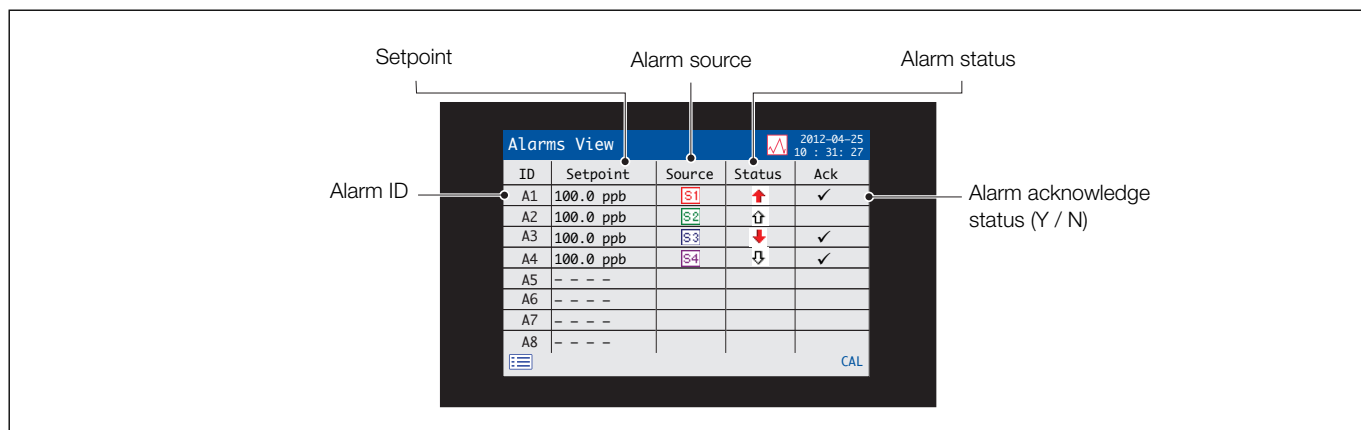 Setpoint Alarm source Alarm status
Alarms View 2012-04-25
10 : 31: 27
ID Setpoint Source Status Ack
Alarm ID
A1 100.0 ppb S1 ✓
Alarm acknowledge
status (Y / N)
A2 100.0 ppb S2
A3 100.0 ppb S3 ✓
A4 100.0 ppb S4 ✓
A5 – – – –
A6 – – – –
A7 – – – –
A8 – – – –
CAL